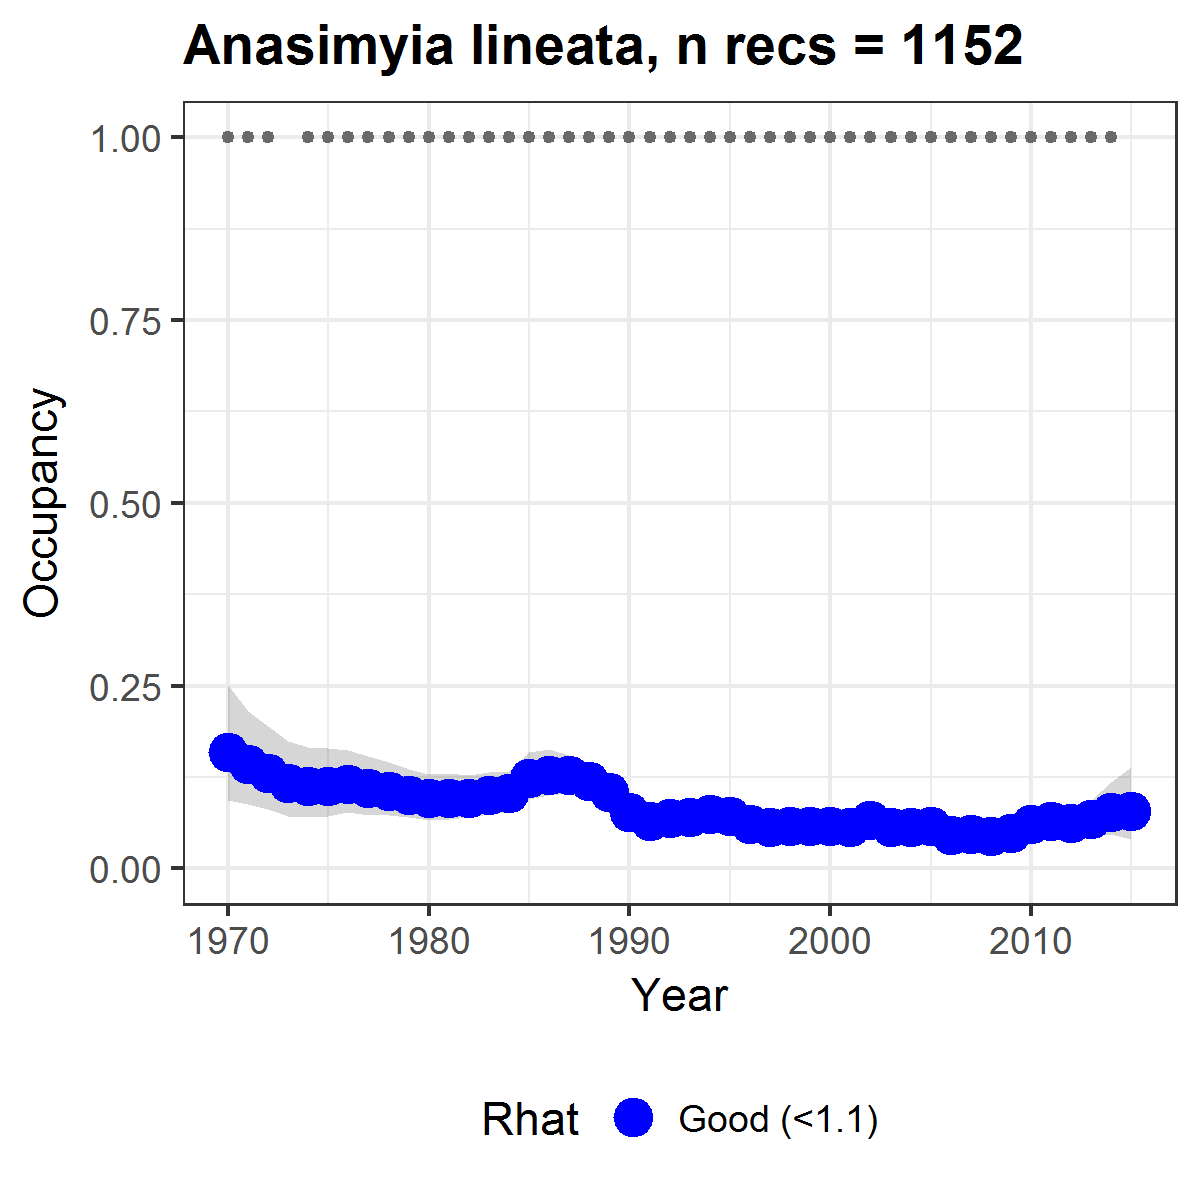 Anasimyia lineata, n recs = 1152
1.00
0.75
0.50
0.25
0.00
Occupancy
1970 1980 1990 2000 2010
Year
Rhat Good (<1.1)